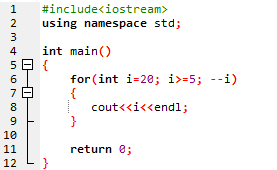 1 #include<iostream>
2 using namespace std;
3
4 int main()
5 {
6 for(int i=20; i>=5; --i)
7 {
8 cout<<i<<endl;
9 }
10
11 return 0;
12 }